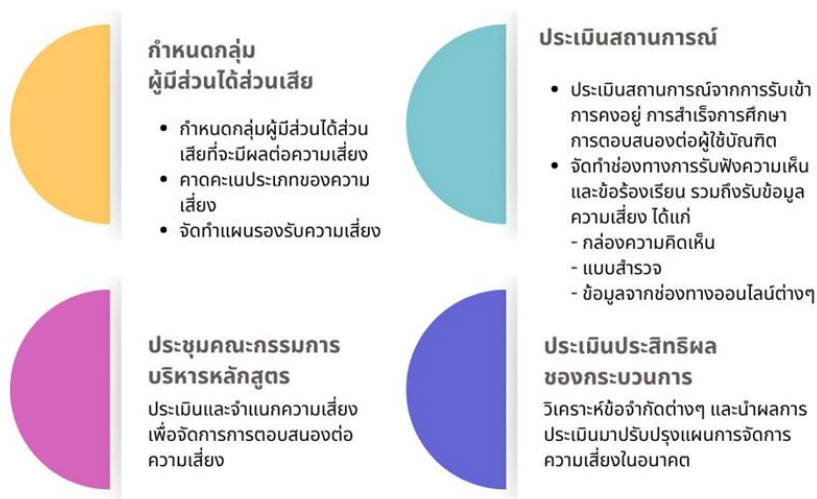 กำหนดกลุ่ม
ผู้มีส่วนได้ส่วนเสีย
• กำหนดกลุ่มผู้มีส่วนได้ส่วน
เสียที่จะมีผลต่อความเสี่ยง
• คาดคะเนประเภทของความ
เสี่ยง
• จัดทำแผนรองรับความเสี่ยง
ประเมินสถานการณ์
• ประเมินสถานการณ์จากการรับเข้า
การคงอยู่ การสำเร็จการศึกษา
การตอบสนองต่อผู้ใช้บัณฑิต
• จัดทำช่องทางการรับฟังความเห็น
และข้อร้องเรียน รวมถึงรับข้อมูล
ความเสี่ยง ได้แก่
- กล่องความคิดเห็น
- แบบสำรวจ
- ข้อมูลจากช่องทางออนไลน์ต่างๆ
ประชุมคณะกรรมการ
บริหารหลักสูตร
ประเมินและจำแนกความเสี่ยง
เพื่อจัดการการตอบสนองต่อ
ความเสี่ยง
ประเมินประสิทธิผล
ชองกระบวนการ
วิเคราะห์ข้อจำกัดต่างๆ และนำผลการ
ประเมินมาปรับปรุงแผนการจัดการ
ความเสี่ยงในอนาคต